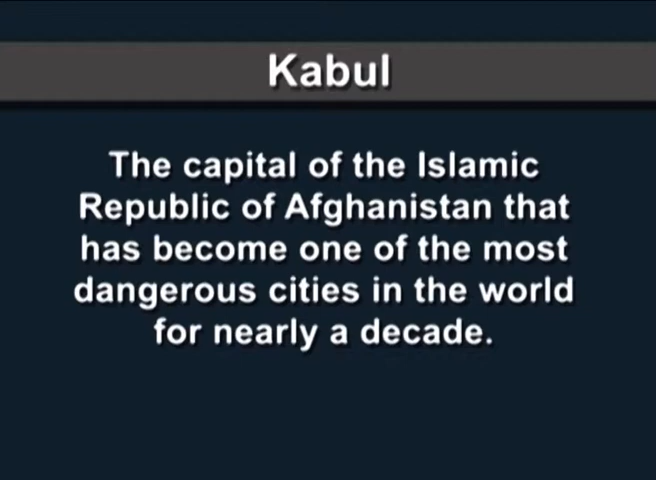 Kabul
The capital of the Islamic
Republic of Afghanistan that
has become one of the most
dangerous cities in the world
for nearly a decade.